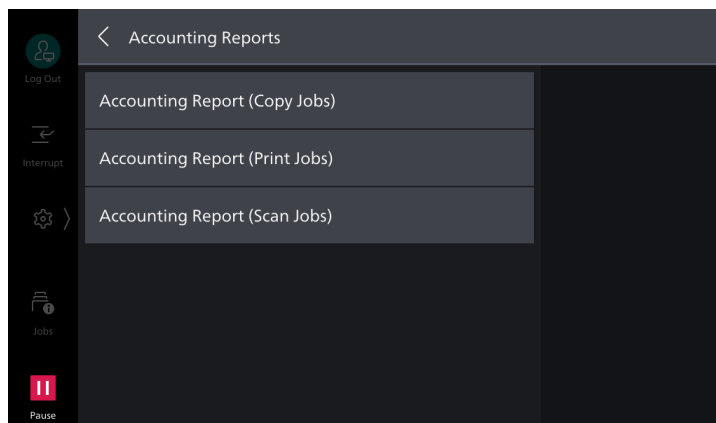 Accounting Reports
Log Out
Accounting Report (Copy Jobs)
Interrupt
Accounting Report (Print Jobs)
Accounting Report (Scan Jobs)
Jobs
Pause